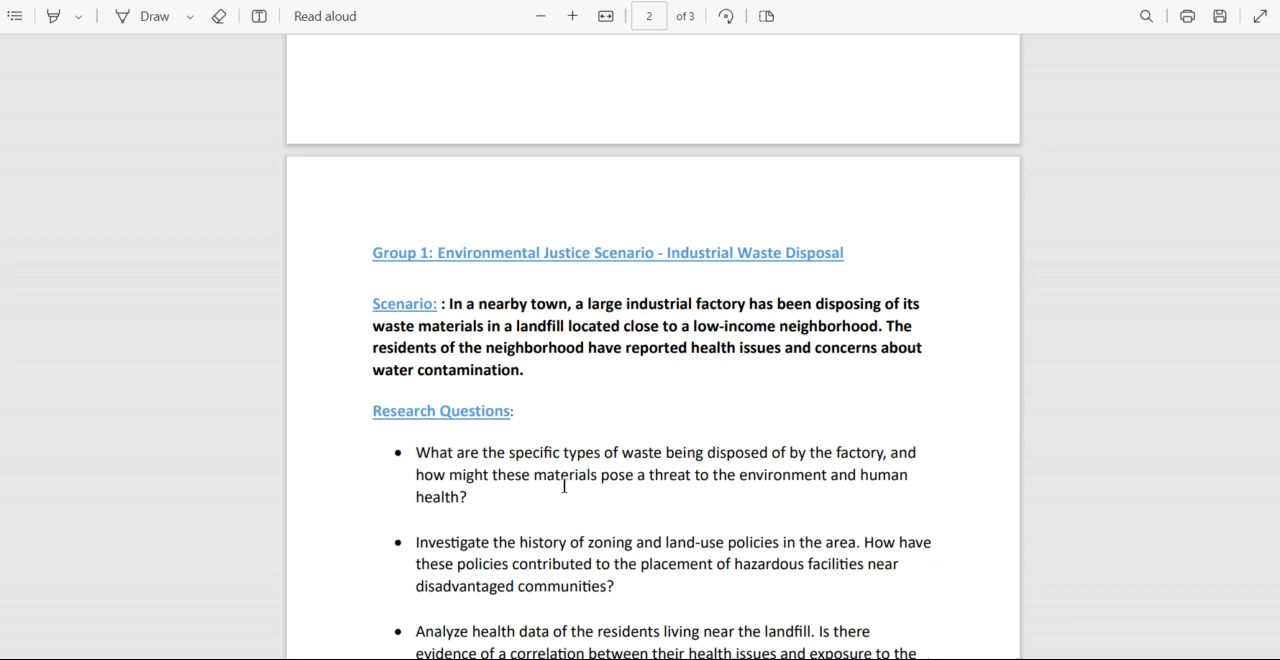 Draw
Read aloud
2 of 3
Group 1: Environmental Justice Scenario - Industrial Waste Disposal
Scenario: : In a nearby town, a large industrial factory has been disposing of its
waste materials in a landfill located close to a low-income neighborhood. The
residents of the neighborhood have reported health issues and concerns about
water contamination.
Research Questions:
• What are the specific types of waste being disposed of by the factory, and
how might these materials pose a threat to the environment and human
health?
• Investigate the history of zoning and land-use policies in the area. How have
these policies contributed to the placement of hazardous facilities near
disadvantaged communities?
• Analyze health data of the residents living near the landfill. Is there
evidence of a correlation between their health issues and exposure to the